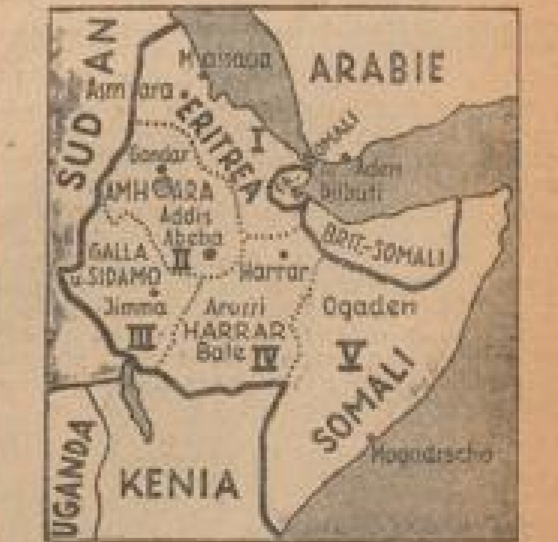 SUDAN
Massaua
ARABIE
Asmara
ERITREA
I
SOMALI
Aden
Gondar
Djibuti
AMHARA
Addis
Abeba
II
BRIT.-SOMALI
GALLA
u. SIDAMO
Harrar
Jimma
III
Arussi
HARRAR
Bale
IV
Ogaden
V
SOMALI
Mogadischo
UGANDA
KENIA